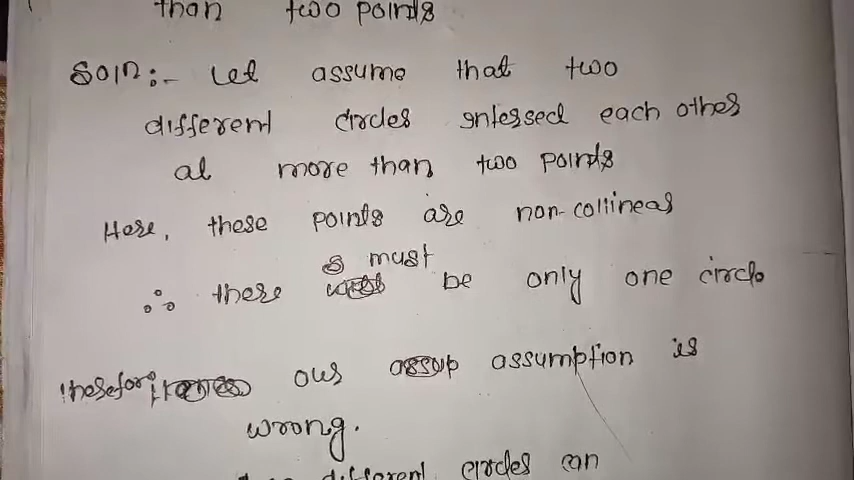 than two points
Soln:- Let assume that two
different circles intersect each other
at more than two points
Here, these points are non-collinear
must
∴ there be only one circle
therefore, our assumption is
wrong.
different circles can